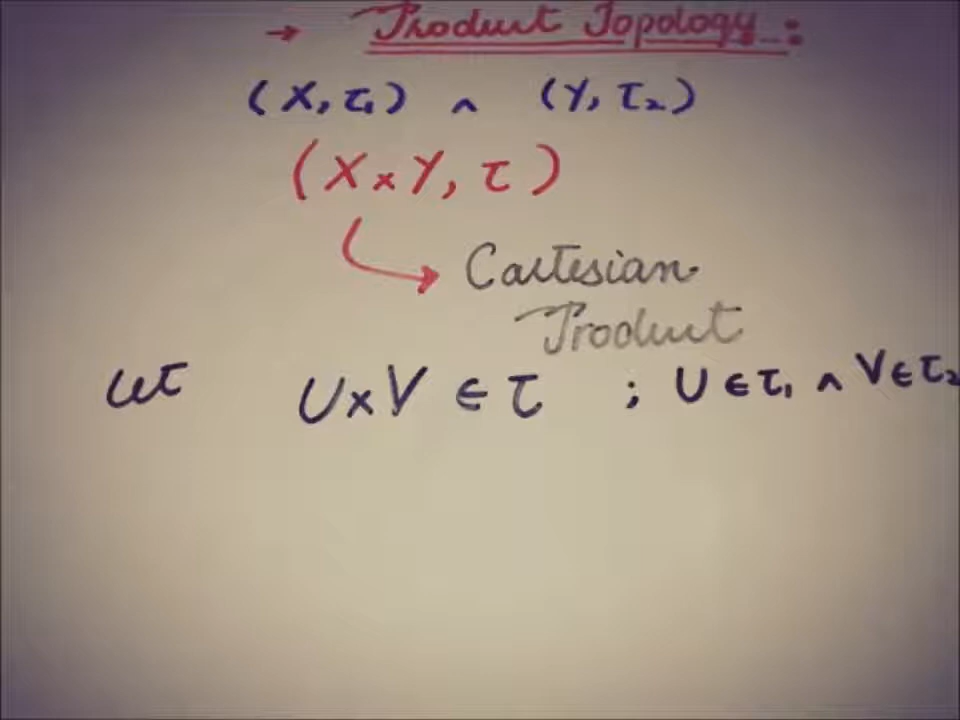 → Product Topology :
(X, τ₁) ∧ (Y, τ₂)
(X×Y, τ)
Cartesian
Product
let U×V ∈ τ ; U ∈ τ₁ ∧ V ∈ τ₂